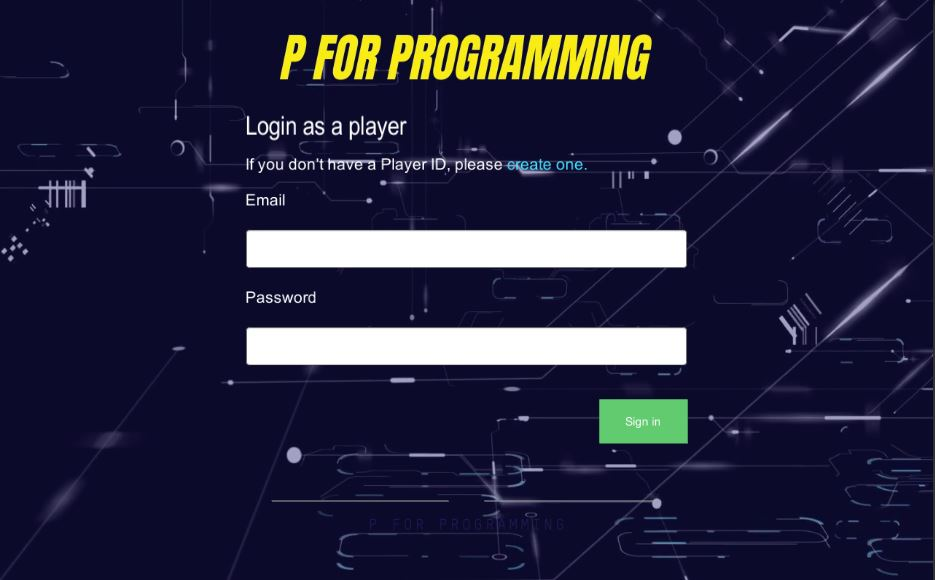 P FOR PROGRAMMING
Login as a player
If you don't have a Player ID, please create one.
Email
Password
Sign in
P FOR PROGRAMMING